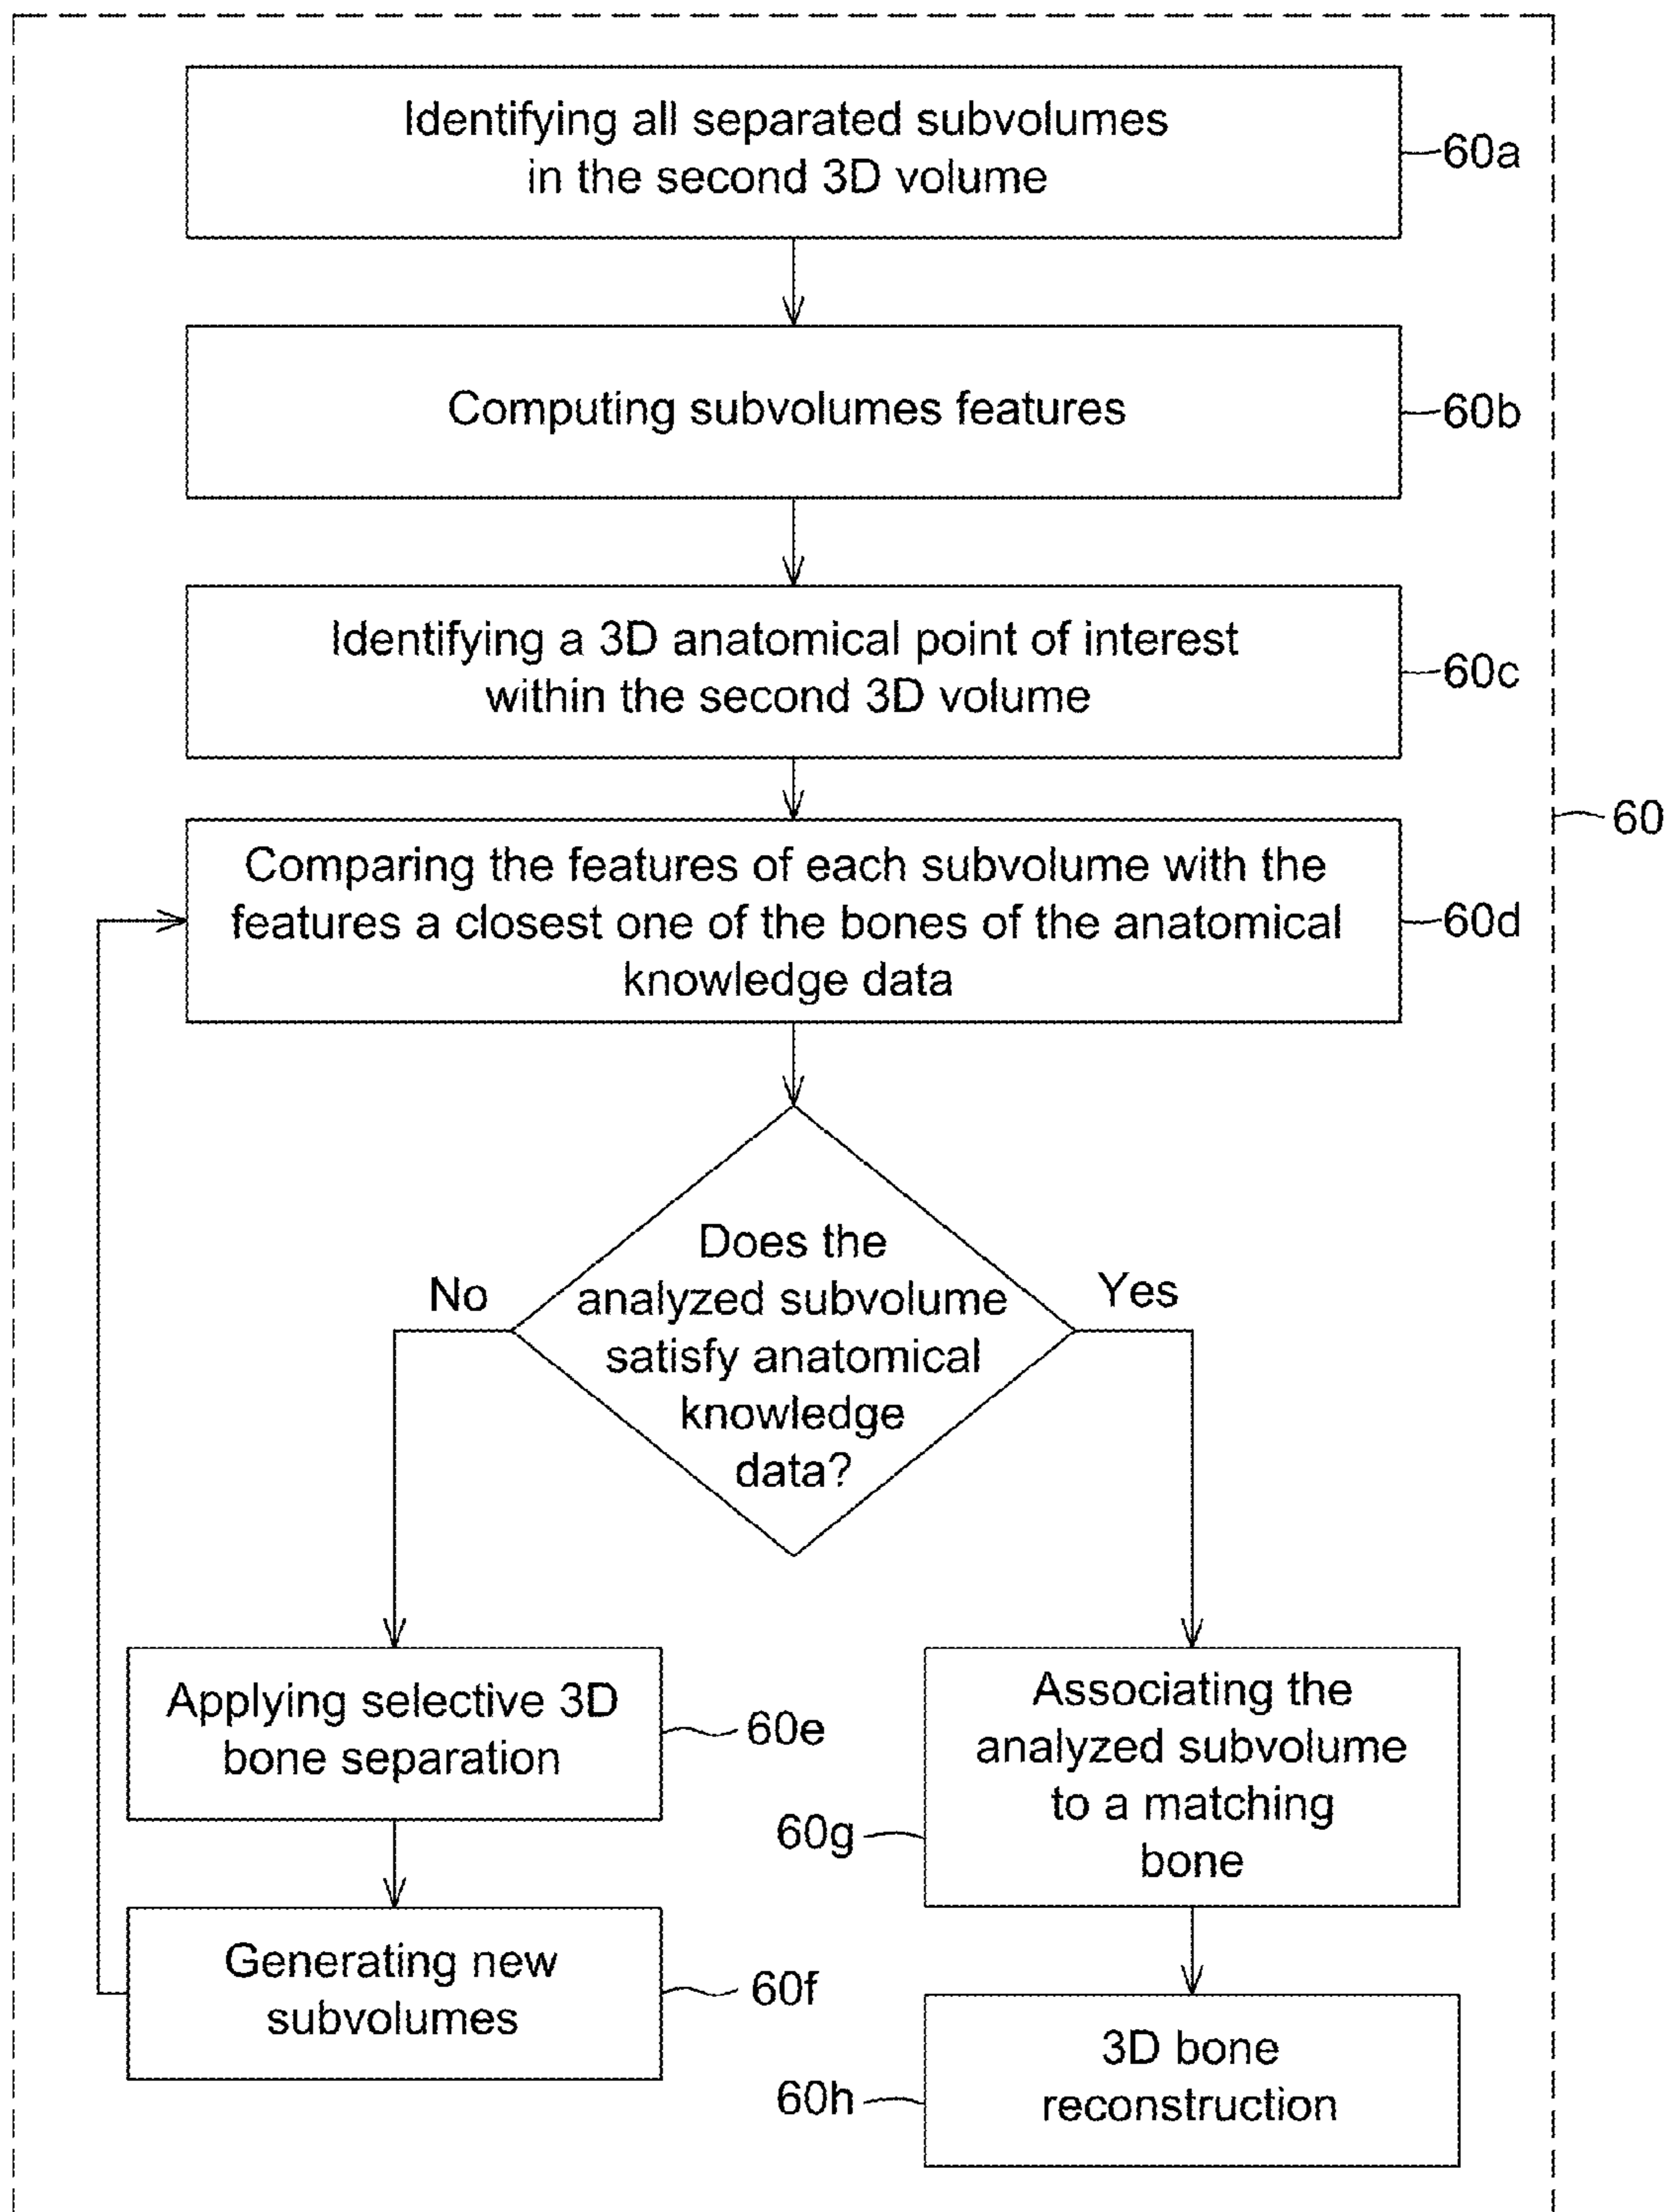 Identifying all separated subvolumes
in the second 3D volume
60a
Computing subvolumes features
60b
Identifying a 3D anatomical point of interest
within the second 3D volume
60c
60
Comparing the features of each subvolume with the
features a closest one of the bones of the anatomical
knowledge data
60d
Does the
analyzed subvolume
satisfy anatomical
knowledge
data?
No
Yes
Applying selective 3D
bone separation
60e
Generating new
subvolumes
60f
Associating the
analyzed subvolume
to a matching
bone
60g
3D bone
reconstruction
60h